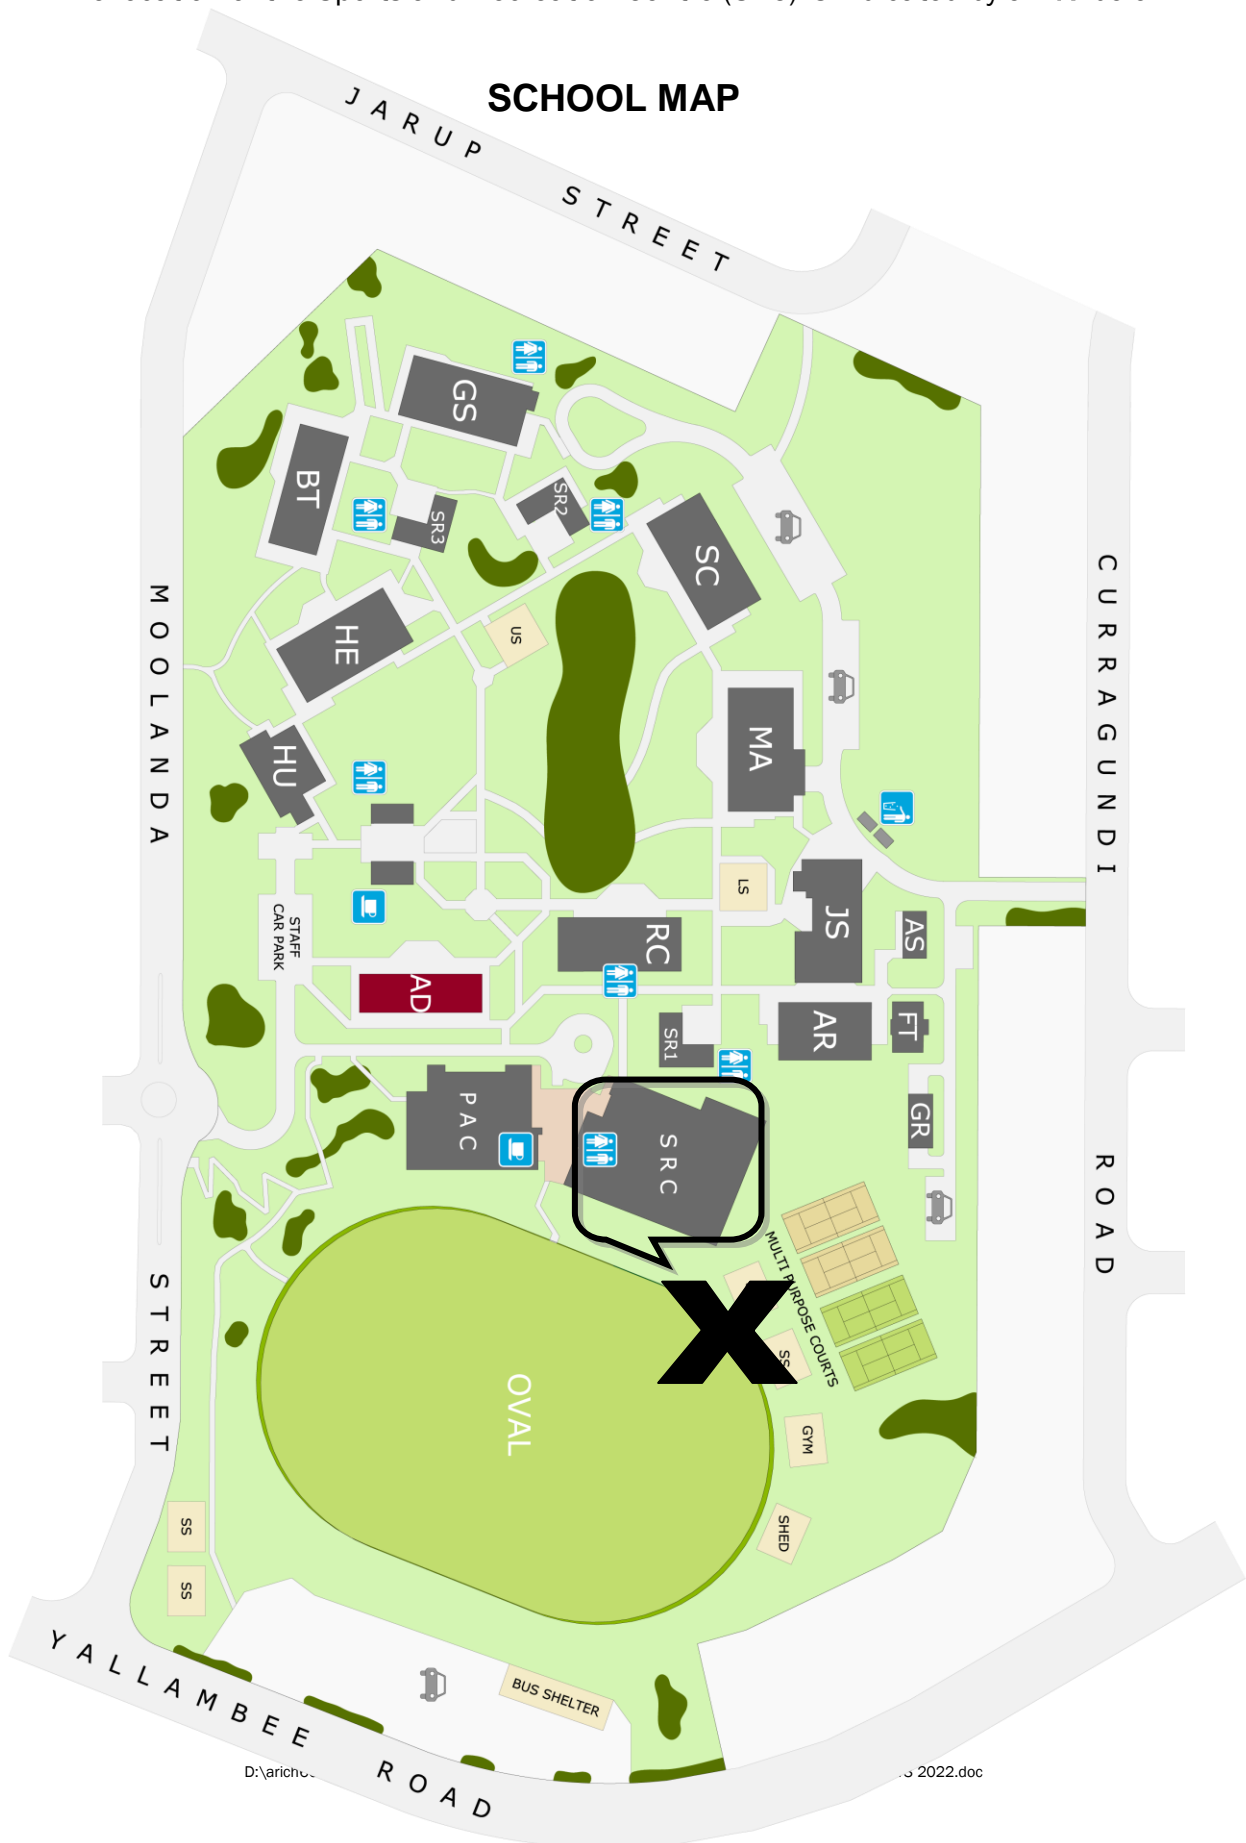 SCHOOL MAP
JARUP STREET
GS
BT
SR3
SR2
SC
US
HE
MOOLANDA STREET
CURRAGUNDI ROAD
MA
HU
LS
JS
AS
STAFF
CAR PARK
RC
AD
AR
FT
SR1
PAC
GR
SRC
MULTI PURPOSE COURTS
X
SS
OVAL
GYM
SHED
SS
SS
BUS SHELTER
YALLAMBEE ROAD
2022.doc